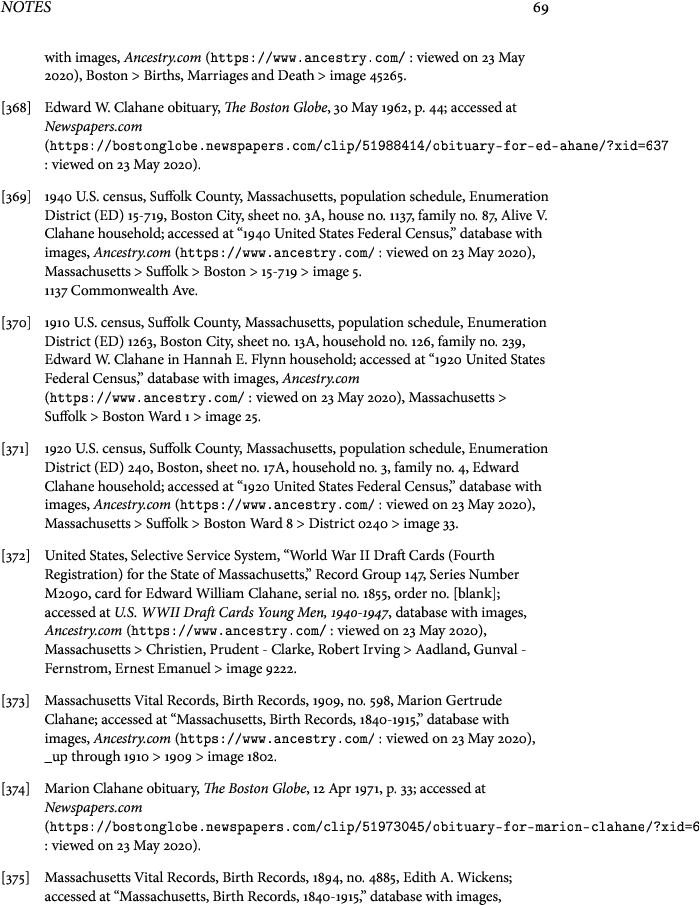 NOTES 69
with images, Ancestry.com (https://www.ancestry.com/ : viewed on 23 May
2020), Boston > Births, Marriages and Death > image 45265.
[368] Edward W. Clahane obituary, The Boston Globe, 30 May 1962, p. 44; accessed at
Newspapers.com
(https://bostonglobe.newspapers.com/clip/51988414/obituary-for-ed-ahane/?xid=637
: viewed on 23 May 2020).
[369] 1940 U.S. census, Suffolk County, Massachusetts, population schedule, Enumeration
District (ED) 15-719, Boston City, sheet no. 3A, house no. 1137, family no. 87, Alive V.
Clahane household; accessed at “1940 United States Federal Census,” database with
images, Ancestry.com (https://www.ancestry.com/ : viewed on 23 May 2020),
Massachusetts > Suffolk > Boston > 15-719 > image 5.
1137 Commonwealth Ave.
[370] 1910 U.S. census, Suffolk County, Massachusetts, population schedule, Enumeration
District (ED) 1263, Boston City, sheet no. 13A, household no. 126, family no. 239,
Edward W. Clahane in Hannah E. Flynn household; accessed at “1920 United States
Federal Census,” database with images, Ancestry.com
(https://www.ancestry.com/ : viewed on 23 May 2020), Massachusetts >
Suffolk > Boston Ward 1 > image 25.
[371] 1920 U.S. census, Suffolk County, Massachusetts, population schedule, Enumeration
District (ED) 240, Boston, sheet no. 17A, household no. 3, family no. 4, Edward
Clahane household; accessed at “1920 United States Federal Census,” database with
images, Ancestry.com (https://www.ancestry.com/ : viewed on 23 May 2020),
Massachusetts > Suffolk > Boston Ward 8 > District 0240 > image 33.
[372] United States, Selective Service System, “World War II Draft Cards (Fourth
Registration) for the State of Massachusetts,” Record Group 147, Series Number
M2090, card for Edward William Clahane, serial no. 1855, order no. [blank];
accessed at U.S. WWII Draft Cards Young Men, 1940-1947, database with images,
Ancestry.com (https://www.ancestry.com/ : viewed on 23 May 2020),
Massachusetts > Christien, Prudent - Clarke, Robert Irving > Aadland, Gunval -
Fernstrom, Ernest Emanuel > image 9222.
[373] Massachusetts Vital Records, Birth Records, 1909, no. 598, Marion Gertrude
Clahane; accessed at “Massachusetts, Birth Records, 1840-1915,” database with
images, Ancestry.com (https://www.ancestry.com/ : viewed on 23 May 2020),
_up through 1910 > 1909 > image 1802.
[374] Marion Clahane obituary, The Boston Globe, 12 Apr 1971, p. 33; accessed at
Newspapers.com
(https://bostonglobe.newspapers.com/clip/51973045/obituary-for-marion-clahane/?xid=6
: viewed on 23 May 2020).
[375] Massachusetts Vital Records, Birth Records, 1894, no. 4885, Edith A. Wickens;
accessed at “Massachusetts, Birth Records, 1840-1915,” database with images,